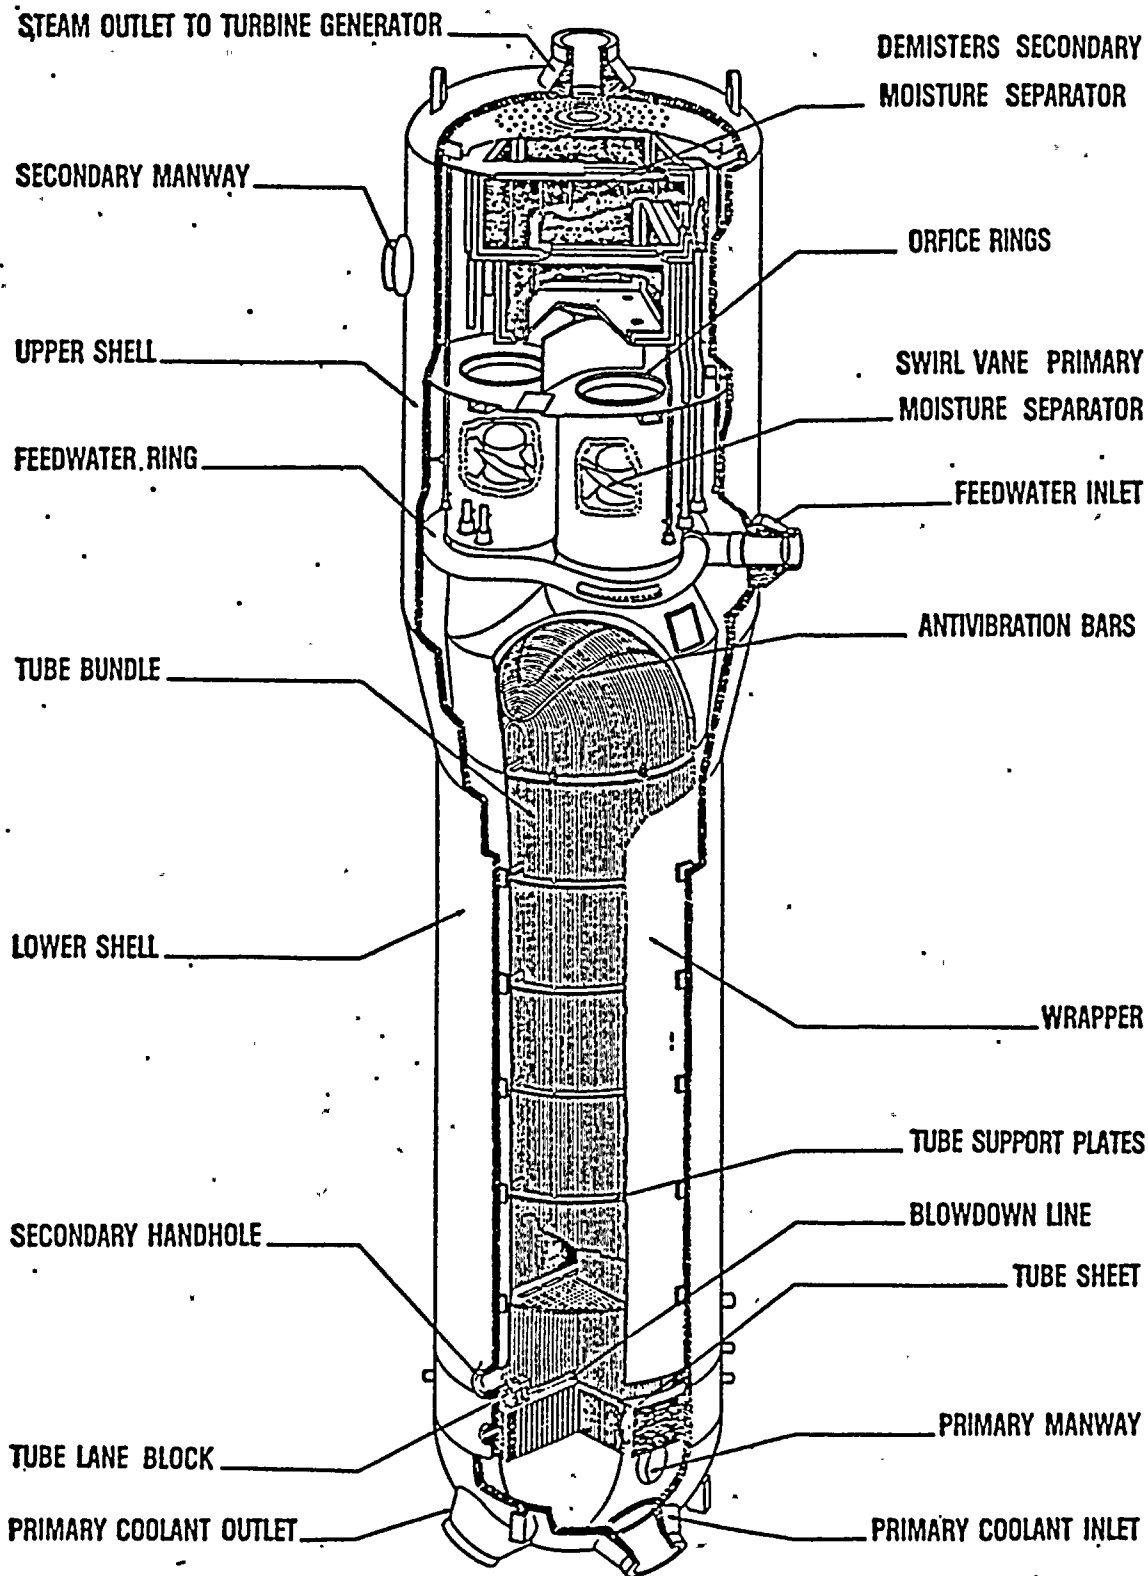 STEAM OUTLET TO TURBINE GENERATOR
DEMISTERS SECONDARY
MOISTURE SEPARATOR
SECONDARY MANWAY
ORFICE RINGS
UPPER SHELL
SWIRL VANE PRIMARY
MOISTURE SEPARATOR
FEEDWATER RING
FEEDWATER INLET
ANTIVIBRATION BARS
TUBE BUNDLE
LOWER SHELL
WRAPPER
TUBE SUPPORT PLATES
BLOWDOWN LINE
SECONDARY HANDHOLE
TUBE SHEET
PRIMARY MANWAY
TUBE LANE BLOCK
PRIMARY COOLANT OUTLET
PRIMARY COOLANT INLET